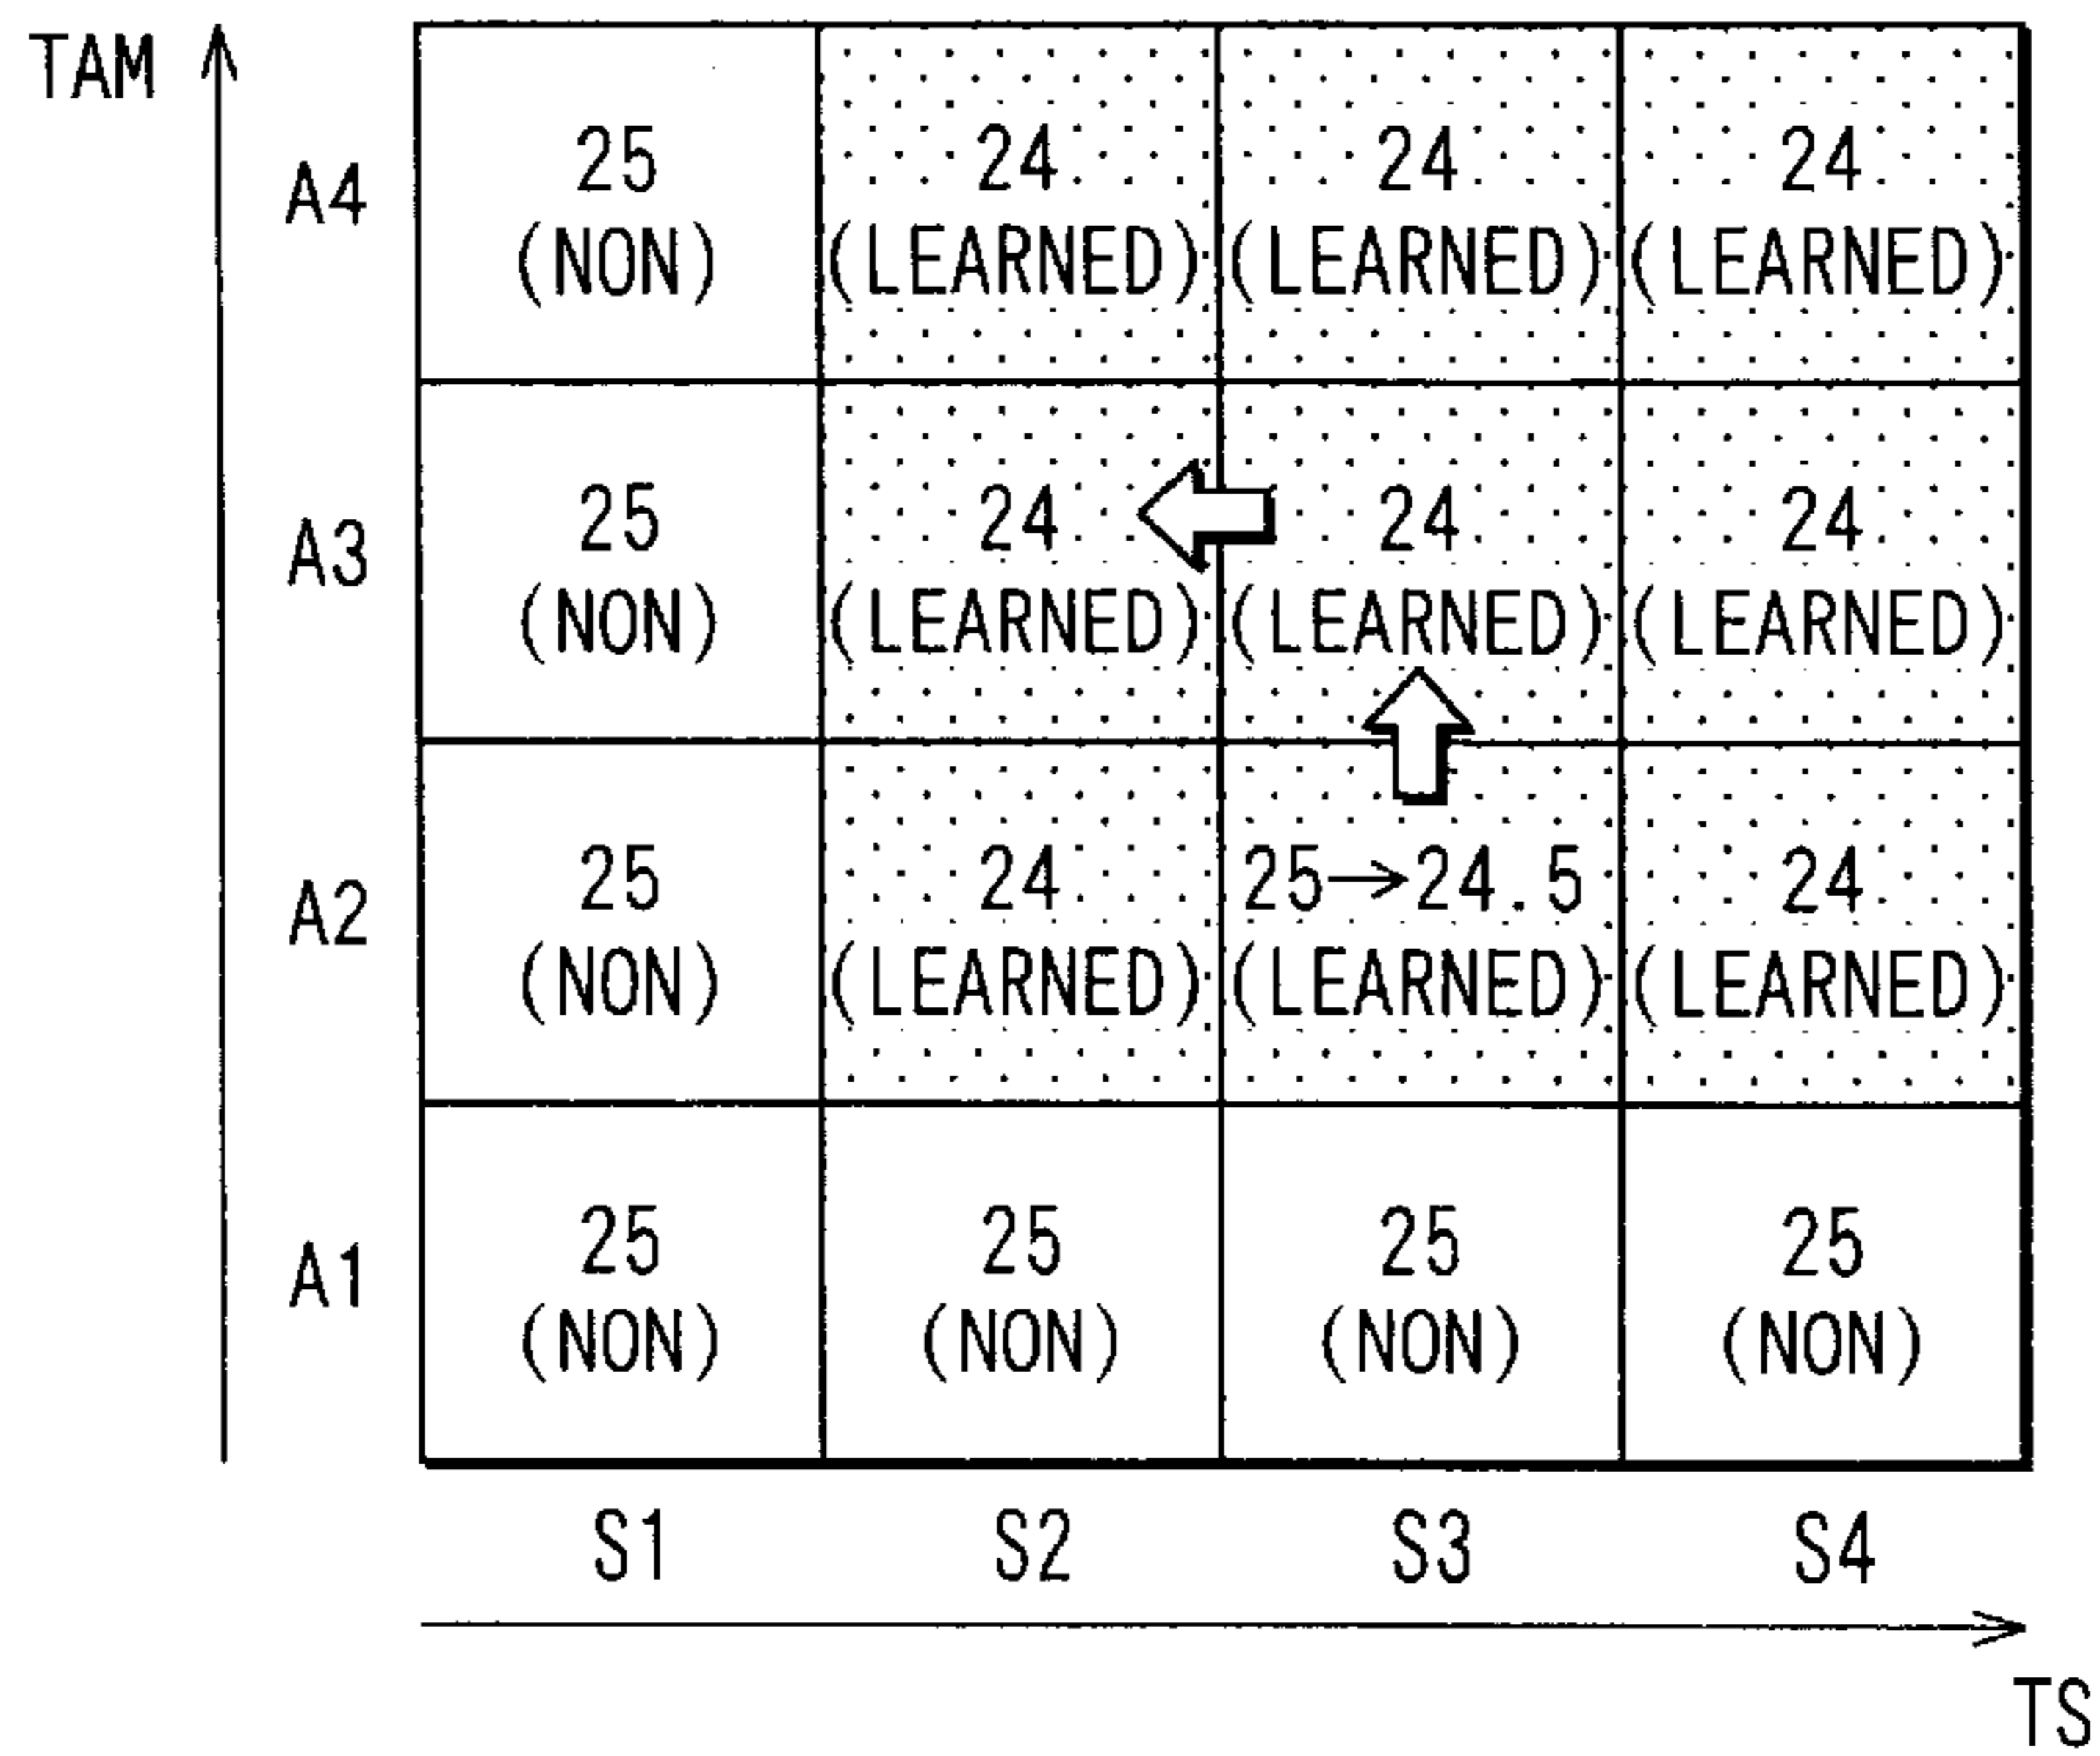 TAM
A4 25 24 24 24
(NON) (LEARNED) (LEARNED) (LEARNED)
A3 25 24 24 24
(NON) (LEARNED) (LEARNED) (LEARNED)
A2 25 24 25→24.5 24
(NON) (LEARNED) (LEARNED) (LEARNED)
A1 25 25 25 25
(NON) (NON) (NON) (NON)
S1 S2 S3 S4
TS